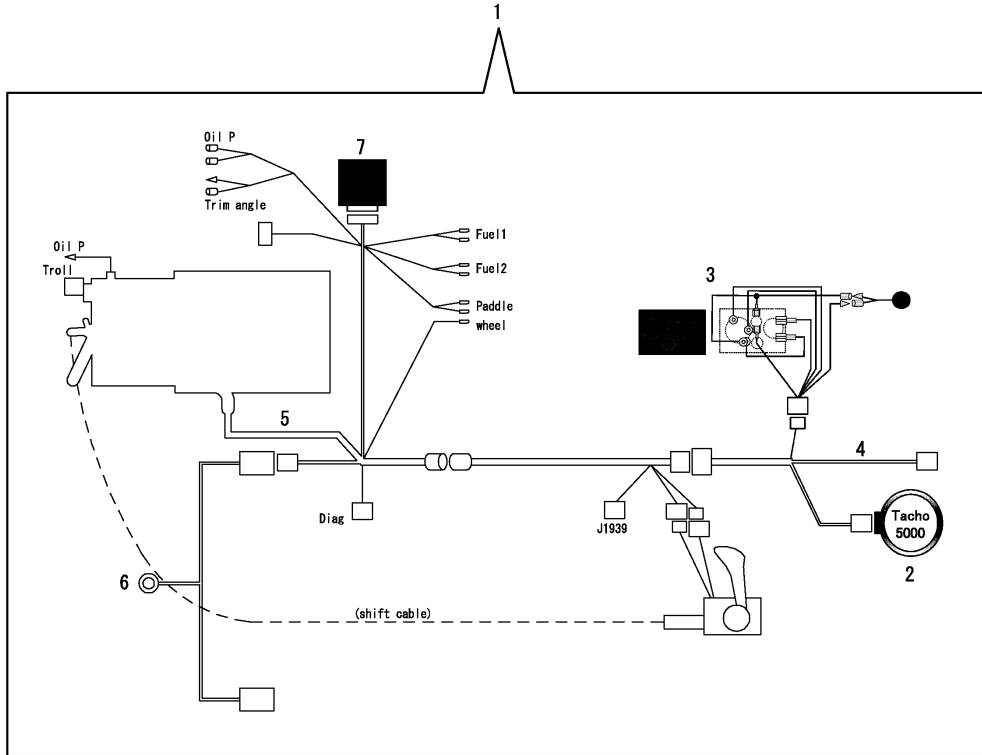 1
Oil P
7
Trim angle
Fuel1
Oil P
Fuel2
Troll
3
Paddle
wheel
5
4
Diag
J1939
Tacho
5000
2
6
(shift cable)